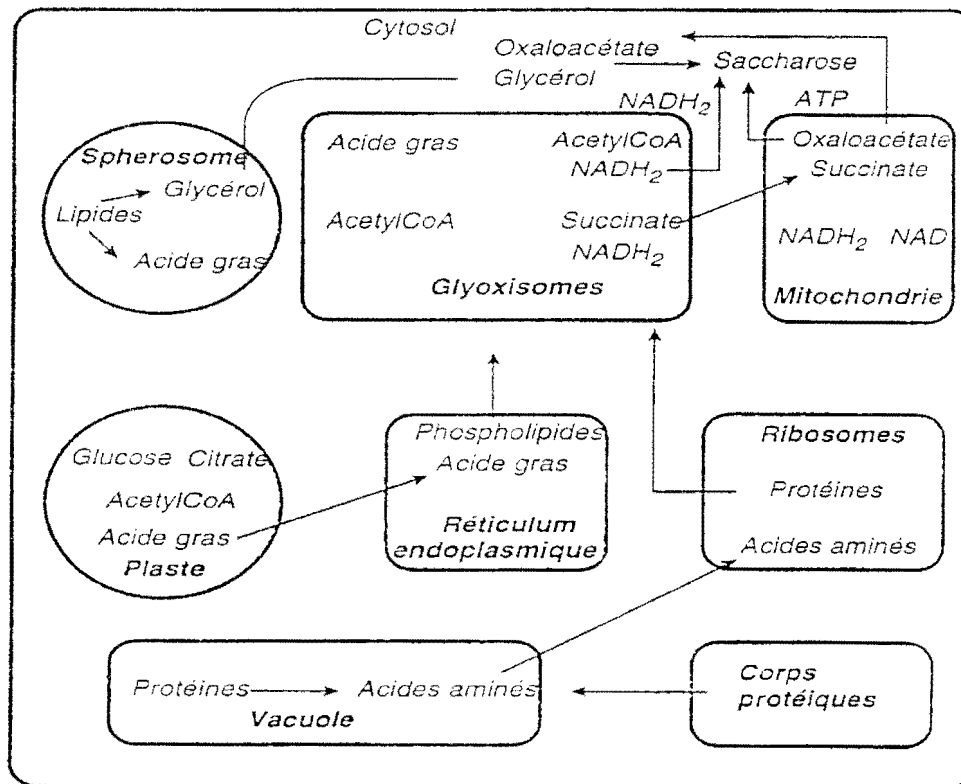 Cytosol
Oxaloacétate
Glycérol
Saccharose
NADH2
ATP
Spherosome
Glycérol
Lipides
Acide gras
Acide gras
AcetylCoA
NADH2
AcetylCoA
Succinate
NADH2
Glyoxisomes
Oxaloacétate
Succinate
NADH2 NAD
Mitochondrie
Glucose Citrate
AcetylCoA
Acide gras
Plaste
Phospholipides
Acide gras
Réticulum
endoplasmique
Ribosomes
Protéines
Acides aminés
Protéines
Acides aminés
Vacuole
Corps
protéiques